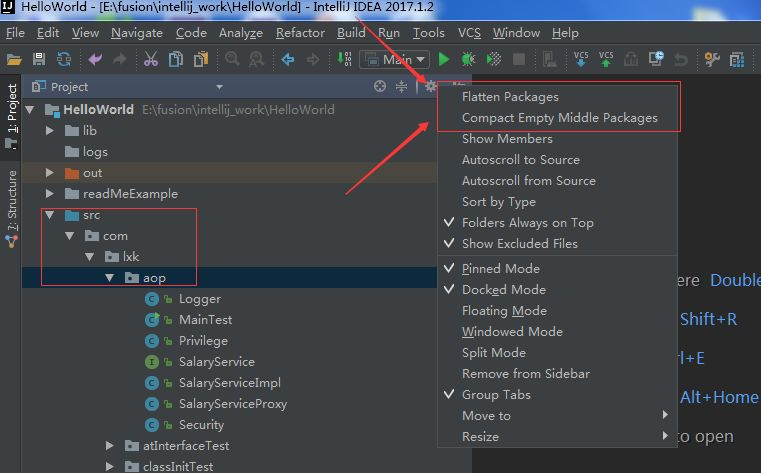 HelloWorld - [E:\fusion\intellij_work\HelloWorld] - IntelliJ IDEA 2017.1.2
File Edit View Navigate Code Analyze Refactor Build Run Tools VCS Window Help
Main
VCS VCS
Project
1: Project
7: Structure
HelloWorld E:\fusion\intellij_work\HelloWorld
lib
logs
out
readMeExample
src
com
lxk
aop
Logger
MainTest
Privilege
SalaryService
SalaryServiceImpl
SalaryServiceProxy
Security
atInterfaceTest
classInitTest
Flatten Packages
Compact Empty Middle Packages
Show Members
Autoscroll to Source
Autoscroll from Source
Sort by Type
Folders Always on Top
Show Excluded Files
Pinned Mode
Docked Mode
Floating Mode
Windowed Mode
Split Mode
Remove from Sidebar
Group Tabs
Move to
Resize
ere Double
Shift+R
rl+E
Alt+Home
to open